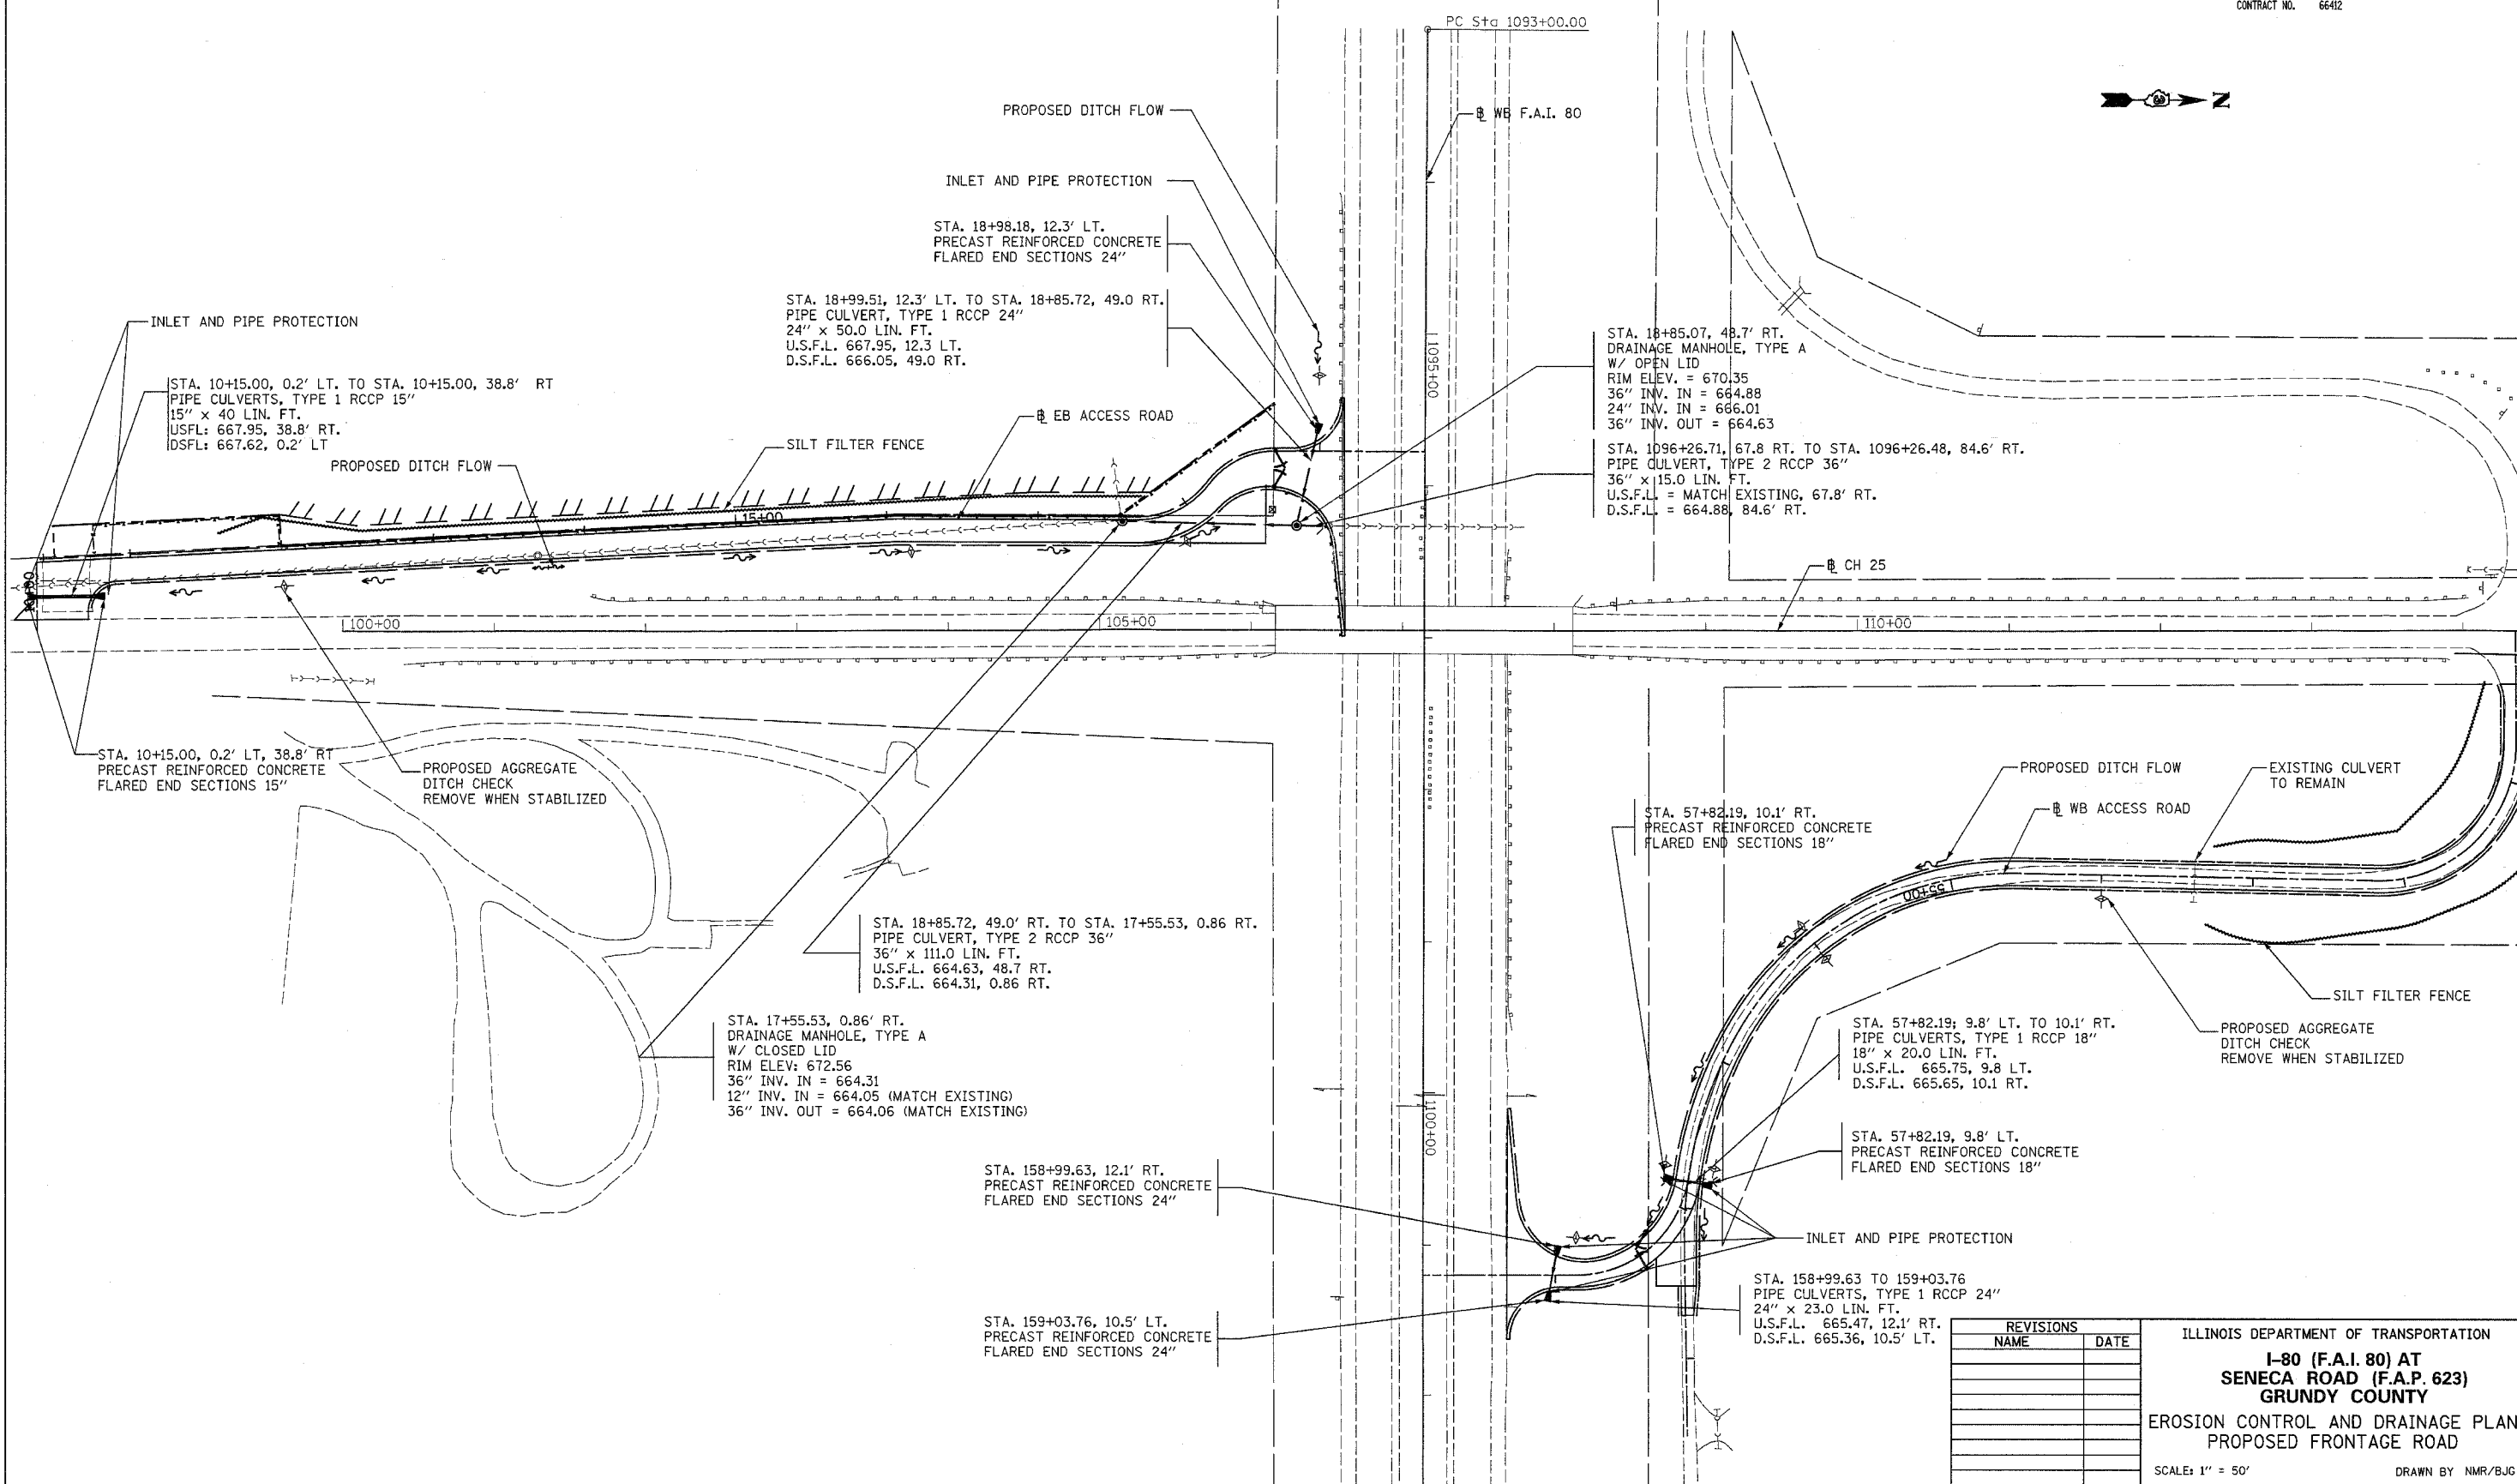 CONTRACT NO. 66412
PC Sta 1093+00.00
N
PROPOSED DITCH FLOW
℄ WB F.A.I. 80
INLET AND PIPE PROTECTION
STA. 18+98.18, 12.3' LT.
PRECAST REINFORCED CONCRETE
FLARED END SECTIONS 24"
STA. 18+99.51, 12.3' LT. TO STA. 18+85.72, 49.0 RT.
PIPE CULVERT, TYPE 1 RCCP 24"
24" x 50.0 LIN. FT.
U.S.F.L. 667.95, 12.3 LT.
D.S.F.L. 666.05, 49.0 RT.
INLET AND PIPE PROTECTION
STA. 10+15.00, 0.2' LT. TO STA. 10+15.00, 38.8' RT
PIPE CULVERTS, TYPE 1 RCCP 15"
15" x 40 LIN. FT.
USFL: 667.95, 38.8' RT.
DSFL: 667.62, 0.2' LT
PROPOSED DITCH FLOW
SILT FILTER FENCE
℄ EB ACCESS ROAD
1095+00
STA. 18+85.07, 48.7' RT.
DRAINAGE MANHOLE, TYPE A
W/ OPEN LID
RIM ELEV. = 670.35
36" INV. IN = 664.88
24" INV. IN = 666.01
36" INV. OUT = 664.63
STA. 1096+26.71, 67.8 RT. TO STA. 1096+26.48, 84.6' RT.
PIPE CULVERT, TYPE 2 RCCP 36"
36" x 15.0 LIN. FT.
U.S.F.L. = MATCH EXISTING, 67.8' RT.
D.S.F.L. = 664.88, 84.6' RT.
15+00
℄ CH 25
100+00
105+00
110+00
STA. 10+15.00, 0.2' LT, 38.8' RT
PRECAST REINFORCED CONCRETE
FLARED END SECTIONS 15"
PROPOSED AGGREGATE
DITCH CHECK
REMOVE WHEN STABILIZED
PROPOSED DITCH FLOW
EXISTING CULVERT
TO REMAIN
℄ WB ACCESS ROAD
STA. 57+82.19, 10.1' RT.
PRECAST REINFORCED CONCRETE
FLARED END SECTIONS 18"
55+00
STA. 18+85.72, 49.0' RT. TO STA. 17+55.53, 0.86 RT.
PIPE CULVERT, TYPE 2 RCCP 36"
36" x 111.0 LIN. FT.
U.S.F.L. 664.63, 48.7 RT.
D.S.F.L. 664.31, 0.86 RT.
SILT FILTER FENCE
STA. 17+55.53, 0.86' RT.
DRAINAGE MANHOLE, TYPE A
W/ CLOSED LID
RIM ELEV: 672.56
36" INV. IN = 664.31
12" INV. IN = 664.05 (MATCH EXISTING)
36" INV. OUT = 664.06 (MATCH EXISTING)
STA. 57+82.19; 9.8' LT. TO 10.1' RT.
PIPE CULVERTS, TYPE 1 RCCP 18"
18" x 20.0 LIN. FT.
U.S.F.L. 665.75, 9.8 LT.
D.S.F.L. 665.65, 10.1 RT.
PROPOSED AGGREGATE
DITCH CHECK
REMOVE WHEN STABILIZED
1100+00
STA. 57+82.19, 9.8' LT.
PRECAST REINFORCED CONCRETE
FLARED END SECTIONS 18"
STA. 158+99.63, 12.1' RT.
PRECAST REINFORCED CONCRETE
FLARED END SECTIONS 24"
INLET AND PIPE PROTECTION
STA. 158+99.63 TO 159+03.76
PIPE CULVERTS, TYPE 1 RCCP 24"
24" x 23.0 LIN. FT.
U.S.F.L. 665.47, 12.1' RT.
D.S.F.L. 665.36, 10.5' LT.
STA. 159+03.76, 10.5' LT.
PRECAST REINFORCED CONCRETE
FLARED END SECTIONS 24"
REVISIONS
NAME DATE
ILLINOIS DEPARTMENT OF TRANSPORTATION
I-80 (F.A.I. 80) AT
SENECA ROAD (F.A.P. 623)
GRUNDY COUNTY
EROSION CONTROL AND DRAINAGE PLAN
PROPOSED FRONTAGE ROAD
SCALE: 1" = 50' DRAWN BY NMR/BJG